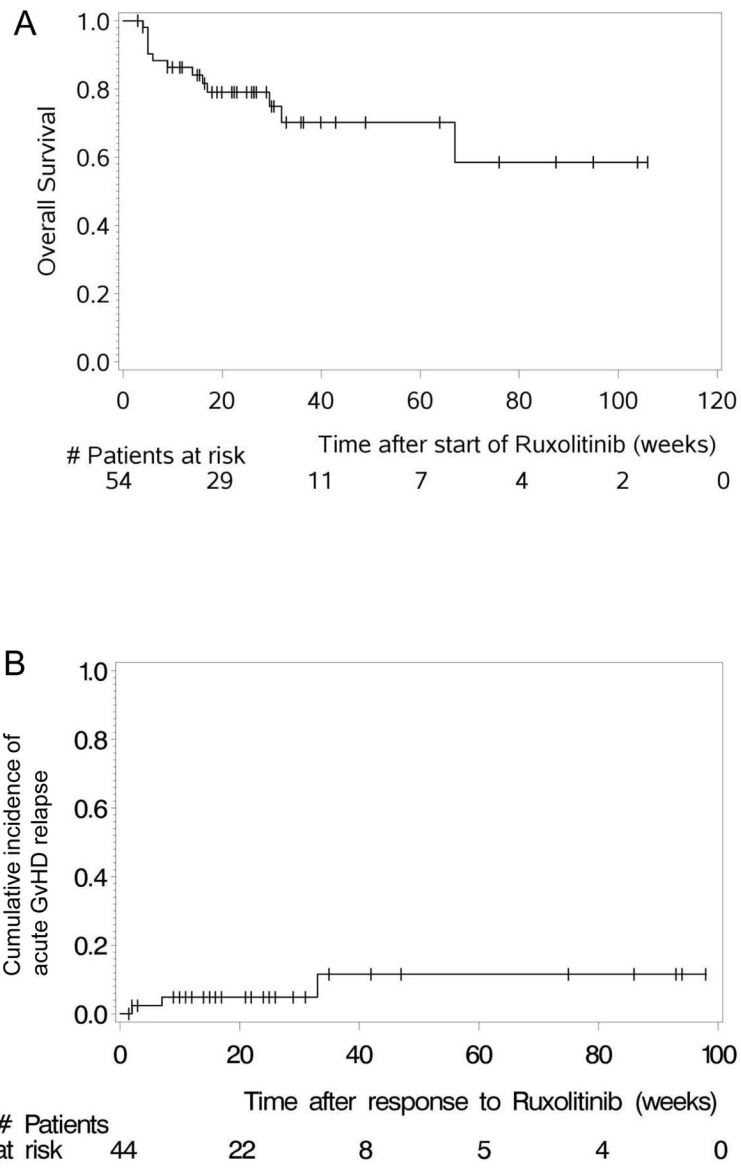 A
Overall Survival
1.0
0.8
0.6
0.4
0.2
0.0
0 20 40 60 80 100 120
Time after start of Ruxolitinib (weeks)
# Patients at risk
54 29 11 7 4 2 0
B
Cumulative incidence of
acute GvHD relapse
1.0
0.8
0.6
0.4
0.2
0.0
0 20 40 60 80 100
Time after response to Ruxolitinib (weeks)
# Patients
at risk 44 22 8 5 4 0